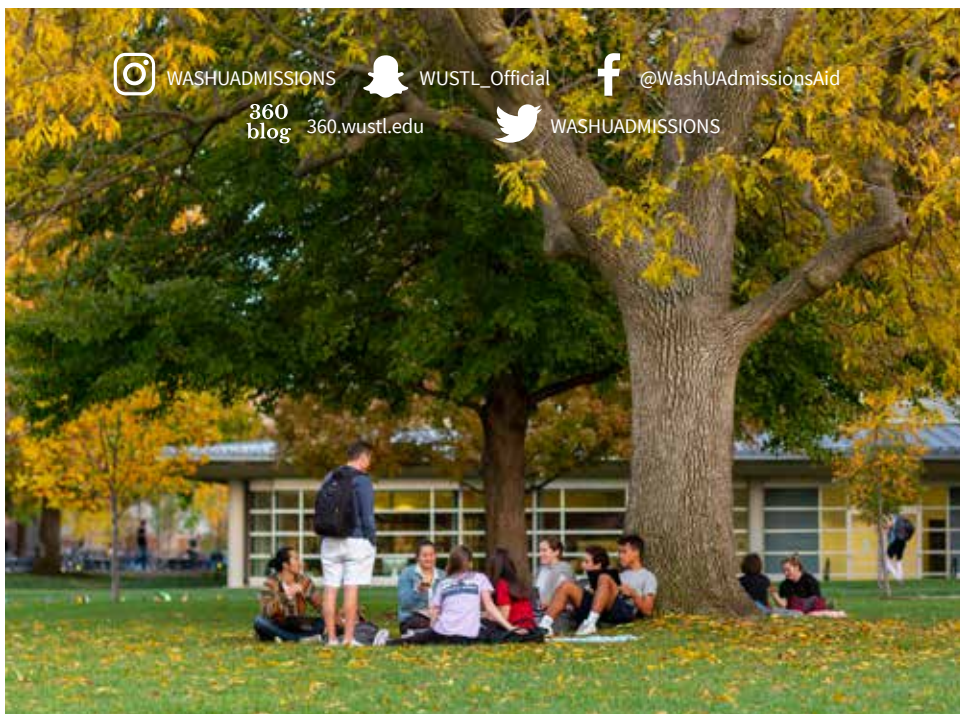 WASHUADMISSIONS WUSTL_Official @WashUAdmissionsAid
360
blog 360.wustl.edu WASHUADMISSIONS